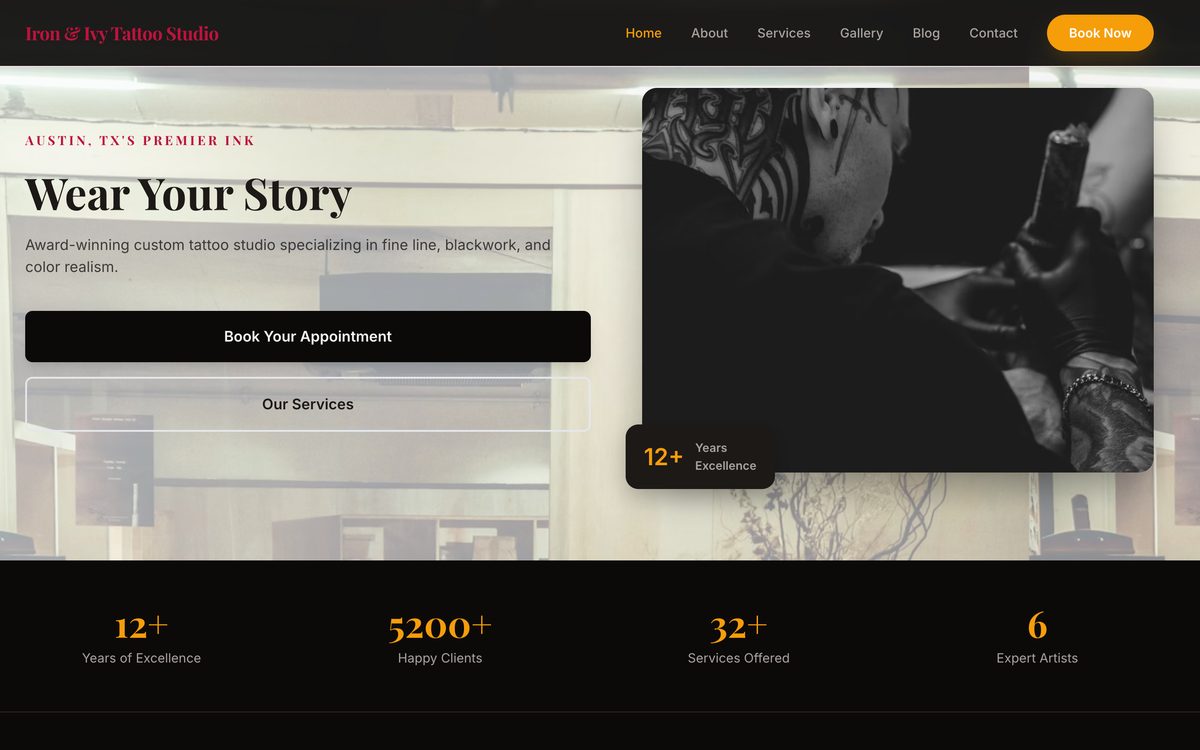 Iron & Ivy Tattoo Studio
Home
About
Services
Gallery
Blog
Contact
Book Now
AUSTIN, TX'S PREMIER INK
Wear Your Story
Award-winning custom tattoo studio specializing in fine line, blackwork, and
color realism.
Book Your Appointment
Our Services
12+
Years
Excellence
12+
Years of Excellence
5200+
Happy Clients
32+
Services Offered
6
Expert Artists